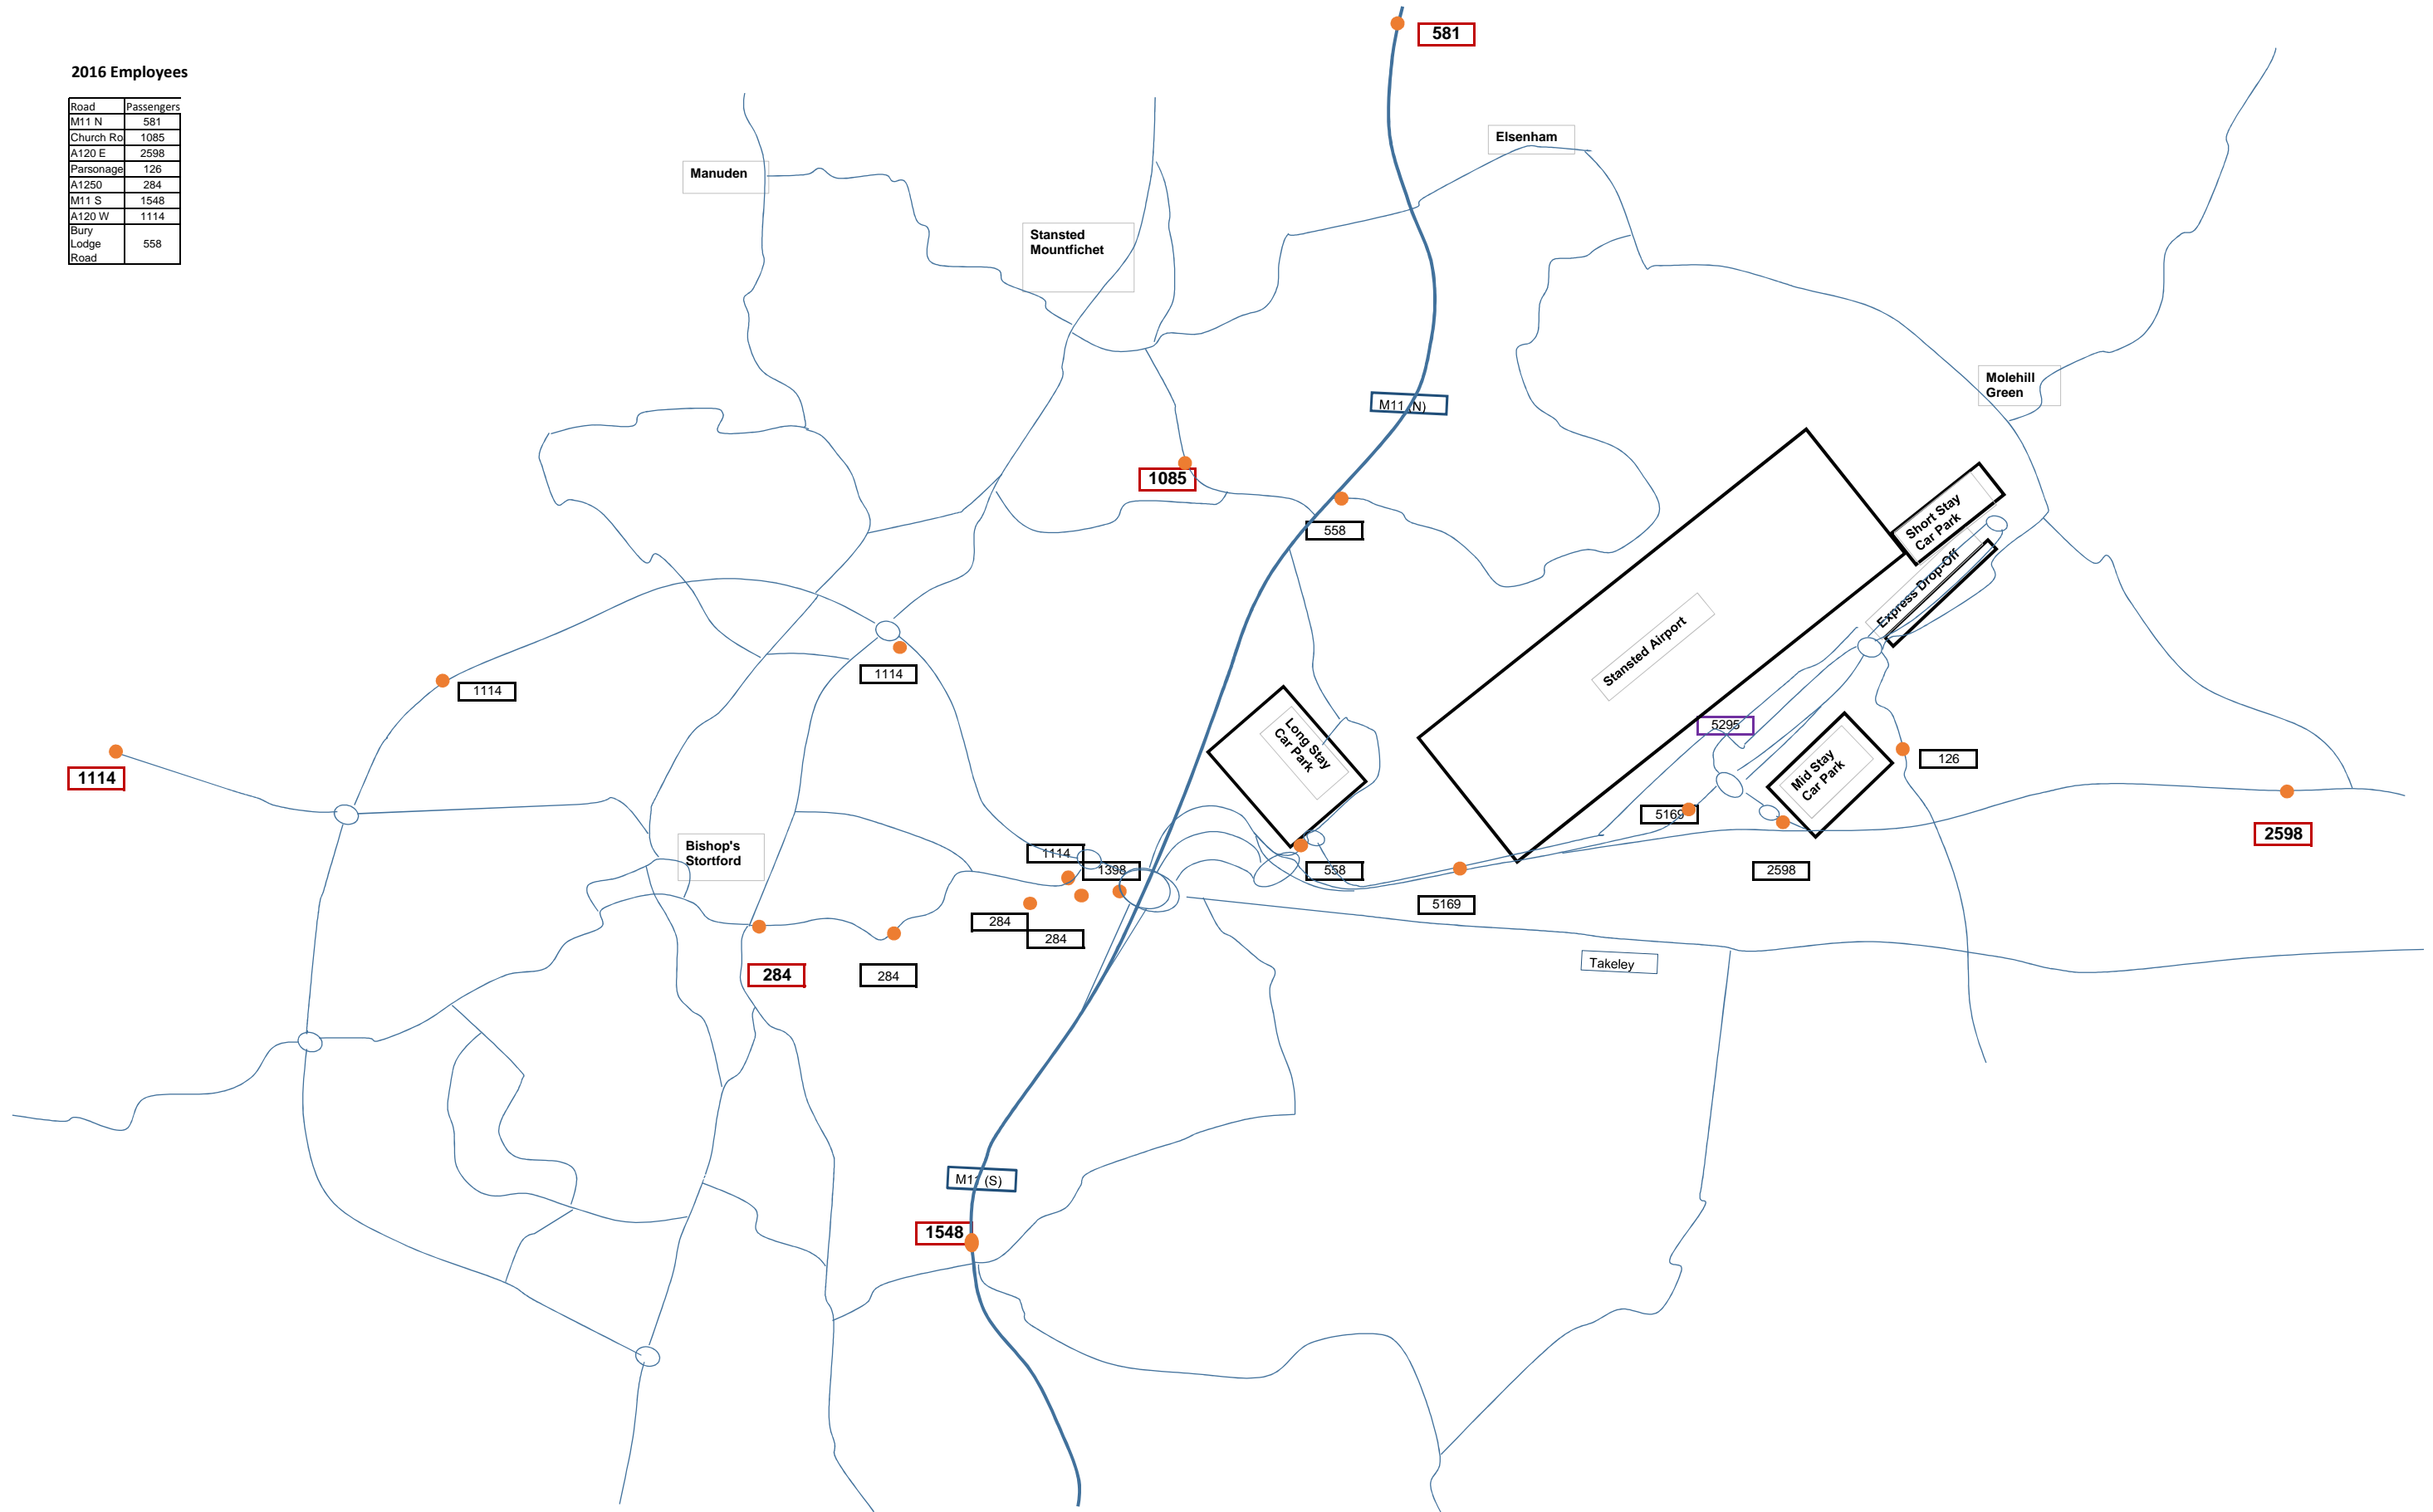 581
2016 Employees
Road Passengers
M11 N 581
Church Ro 1085
A120 E 2598
Parsonage 126
A1250 284
M11 S 1548
A120 W 1114
Bury
Lodge
Road
558
Elsenham
Manuden
Stansted
Mountfichet
Molehill
Green
M11 (N)
1085
558
Short Stay
Car Park
Express Drop-Off
Stansted Airport
1114
1114
5295
Long Stay
Car Park
Mid Stay
Car Park
126
1114
5169
2598
Bishop's
Stortford
1114
1398
558
2598
5169
284
284
284
284
Takeley
M11 (S)
1548